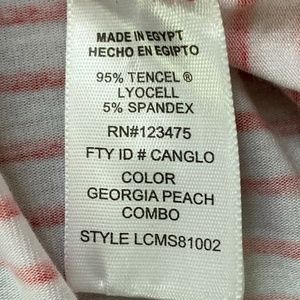 MADE IN EGYPT
HECHO EN EGIPTO
95% TENCEL ®
LYOCELL
5% SPANDEX
RN#123475
FTY ID # CANGLO
COLOR
GEORGIA PEACH
COMBO
STYLE LCMS81002